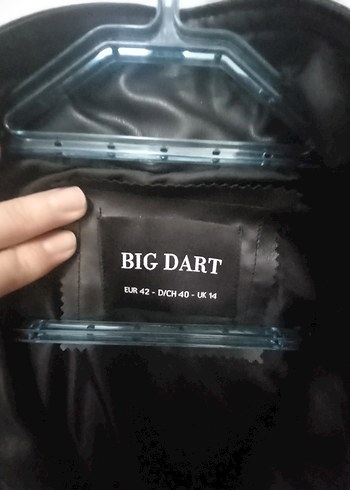 BIG DART
EUR 42 - D/CH 40 - UK 14